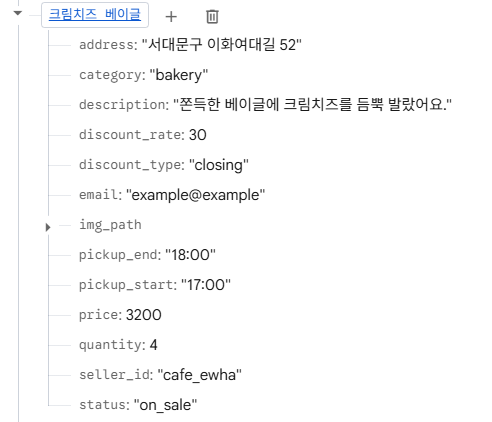 크림치즈 베이글
address: "서대문구 이화여대길 52"
category: "bakery"
description: "쫀득한 베이글에 크림치즈를 듬뿍 발랐어요."
discount_rate: 30
discount_type: "closing"
email: "example@example"
img_path
pickup_end: "18:00"
pickup_start: "17:00"
price: 3200
quantity: 4
seller_id: "cafe_ewha"
status: "on_sale"